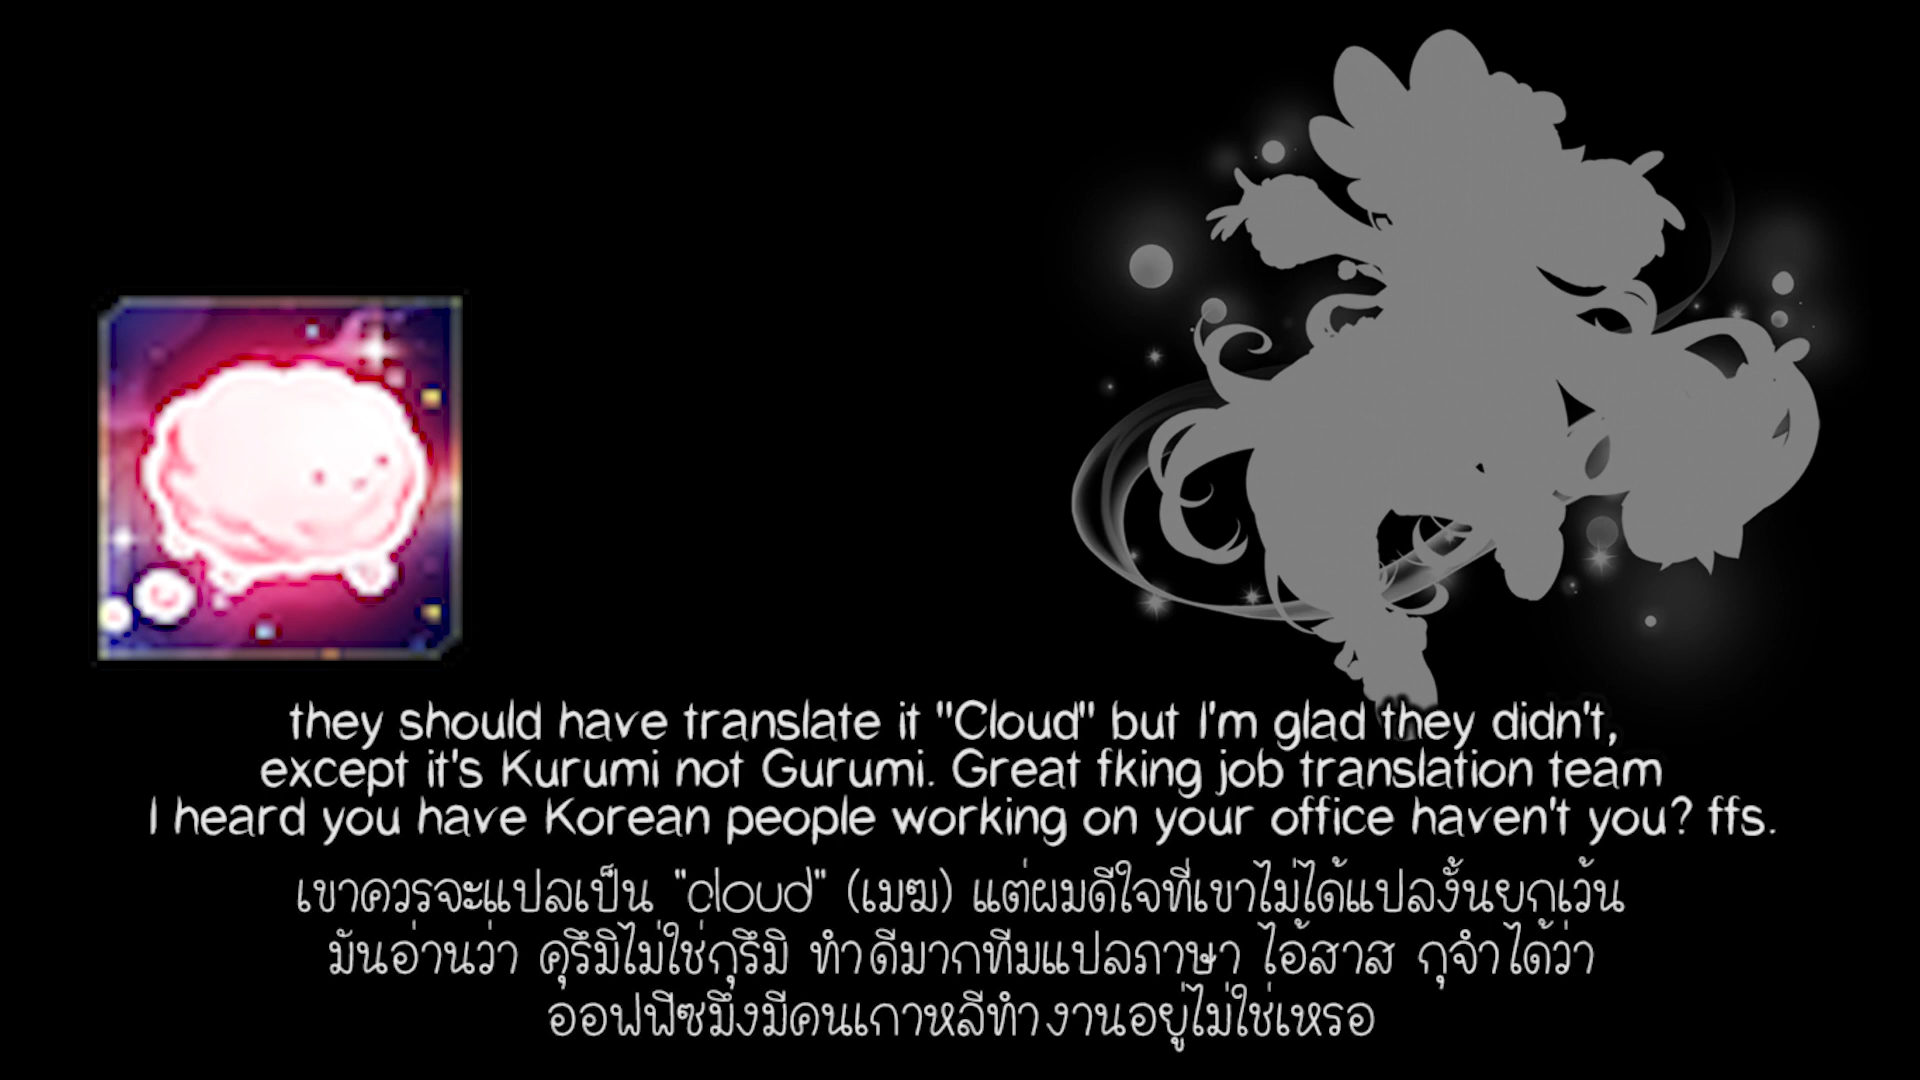 they should have translate it "Cloud" but I'm glad they didn't,
except it's Kurumi not Gurumi. Great fking job translation team
I heard you have Korean people working on your office haven't you? ffs.
เขาควรจะแปลเป็น "cloud" (เมฆ) แต่ผมดีใจที่เขาไม่ได้แปลงั้นยกเว้น
มันอ่านว่า คุรึมิไม่ใช่กุรึมิ ทำดีมากทีมแปลภาษา ไอ้สาส กุจำได้ว่า
ออฟฟิซมึงมีคนเกาหลีทำงานอยู่ไม่ใช่เหรอ